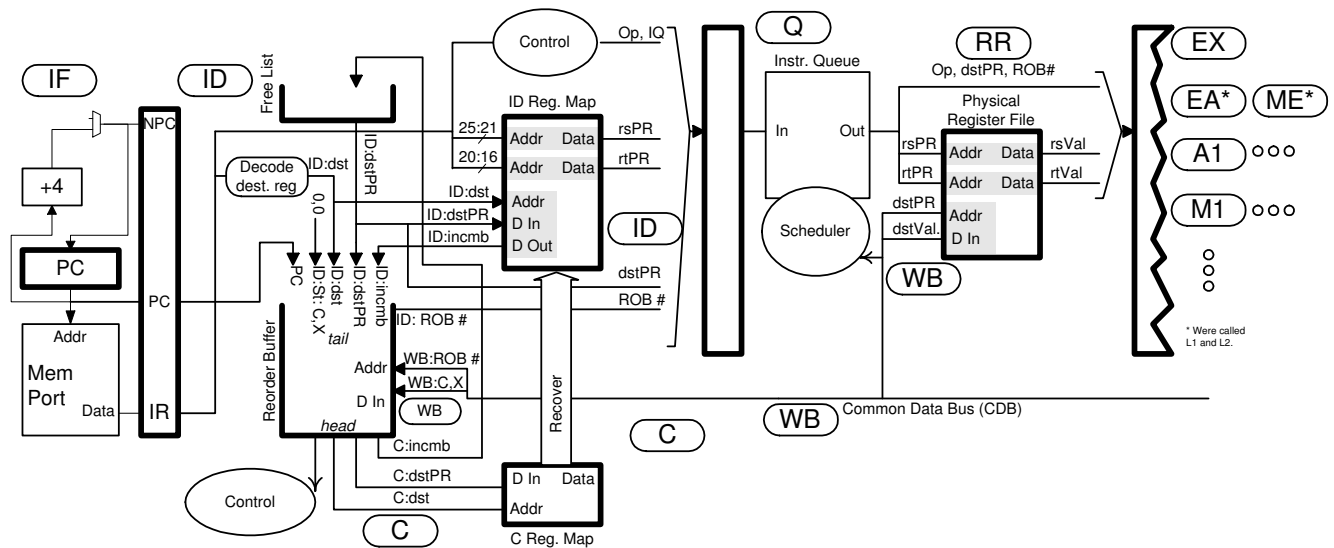 IF
ID
Free List
Control
Op, IQ
Q
RR
EX
Instr. Queue
Op, dstPR, ROB#
ID Reg. Map
EA*
ME*
Physical
Register File
NPC
25:21
Addr
Data
rsPR
In
Out
rsPR
Addr
Data
rsVal
A1
20:16
Addr
Data
rtPR
rtPR
Addr
Data
rtVal
+4
Decode
dest. reg
ID:dst
ID:dstPR
ID:dst
Addr
dstPR
Addr
M1
ID:dstPR
D In
ID
Scheduler
dstVal.
D In
0,0
ID:incmb
D Out
PC
PC
ID:St: C,X
ID:dst
ID:dstPR
ID:incmb
dstPR
WB
PC
ROB #
ID: ROB #
tail
Addr
Reorder Buffer
WB:ROB #
Addr
* Were called
L1 and L2.
Mem
Port
WB:C,X
D In
Data
IR
WB
Recover
WB
Common Data Bus (CDB)
head
C
C:incmb
C:dstPR
D In
Data
Control
C:dst
Addr
C
C Reg. Map